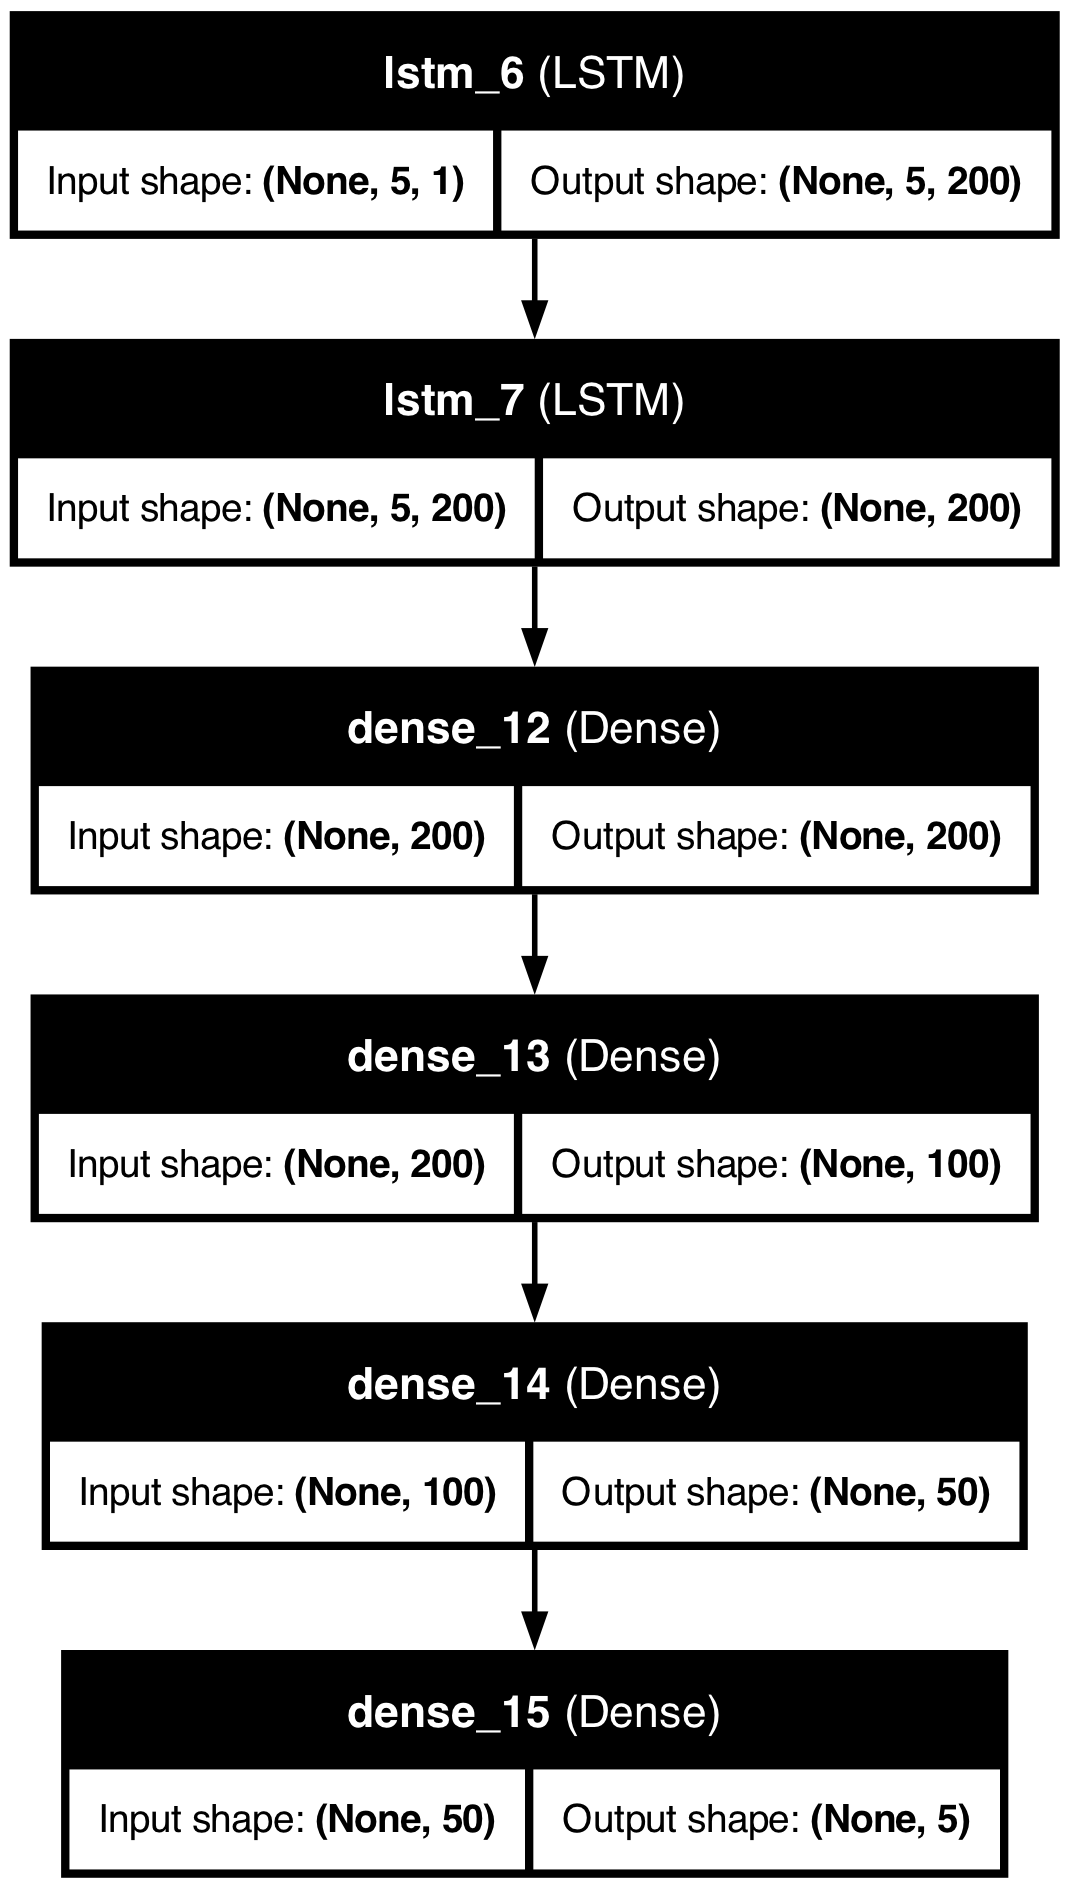 lstm_6 (LSTM)
Input shape: (None, 5, 1) Output shape: (None, 5, 200)
lstm_7 (LSTM)
Input shape: (None, 5, 200) Output shape: (None, 200)
dense_12 (Dense)
Input shape: (None, 200) Output shape: (None, 200)
dense_13 (Dense)
Input shape: (None, 200) Output shape: (None, 100)
dense_14 (Dense)
Input shape: (None, 100) Output shape: (None, 50)
dense_15 (Dense)
Input shape: (None, 50) Output shape: (None, 5)